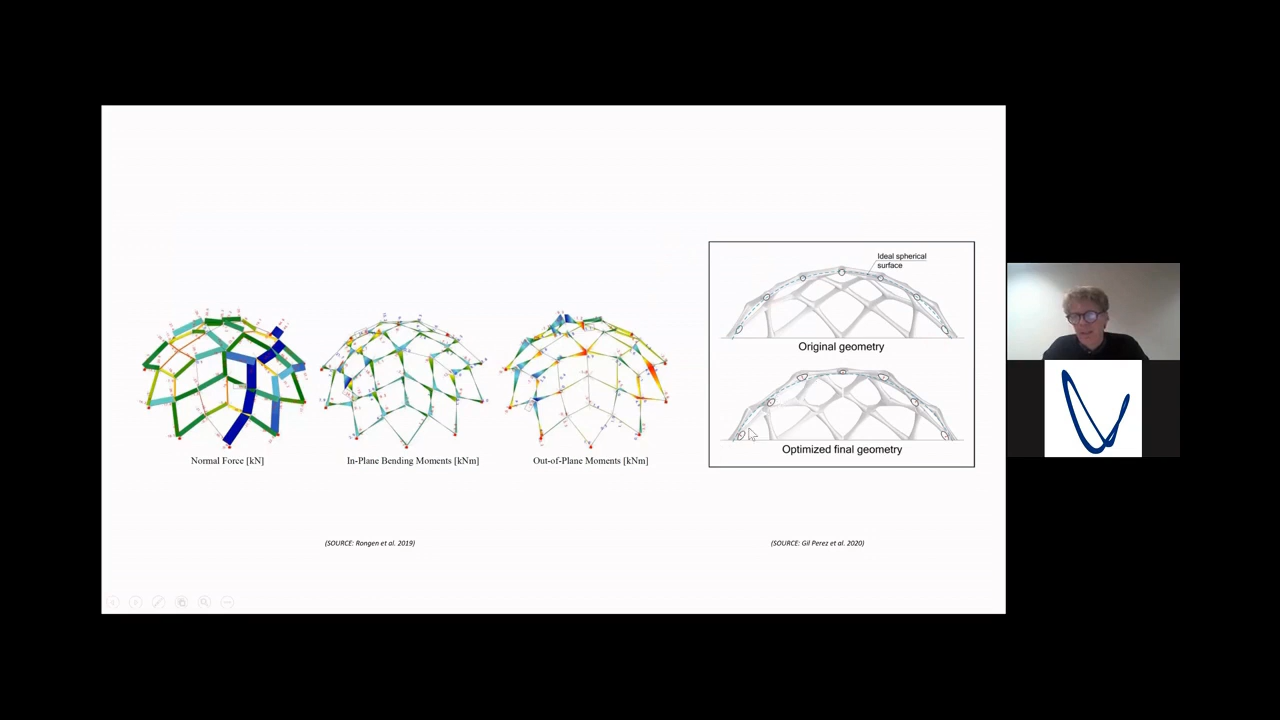 Ideal spherical
surface
Original geometry
Optimized final geometry
Normal Force [kN]
In-Plane Bending Moments [kNm]
Out-of-Plane Moments [kNm]
(SOURCE: Rongen et al. 2019)
(SOURCE: Gil Perez et al. 2020)